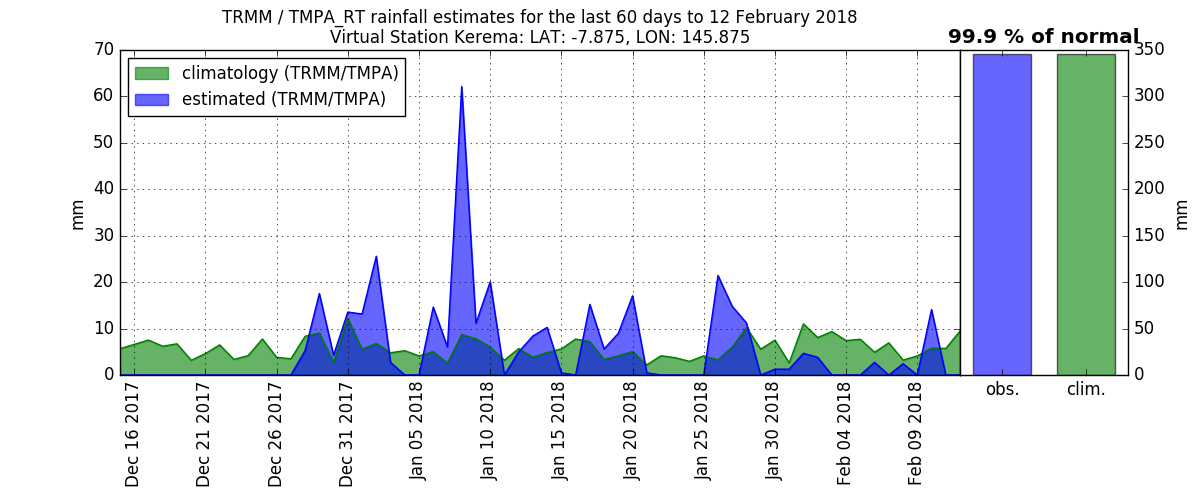 TRMM / TMPA_RT rainfall estimates for the last 60 days to 12 February 2018
Virtual Station Kerema: LAT: -7.875, LON: 145.875
99.9 % of normal
climatology (TRMM/TMPA)
estimated (TRMM/TMPA)
70
60
50
40
30
20
10
0
mm
350
300
250
200
150
100
50
0
mm
Dec 16 2017
Dec 21 2017
Dec 26 2017
Dec 31 2017
Jan 05 2018
Jan 10 2018
Jan 15 2018
Jan 20 2018
Jan 25 2018
Jan 30 2018
Feb 04 2018
Feb 09 2018
obs.
clim.